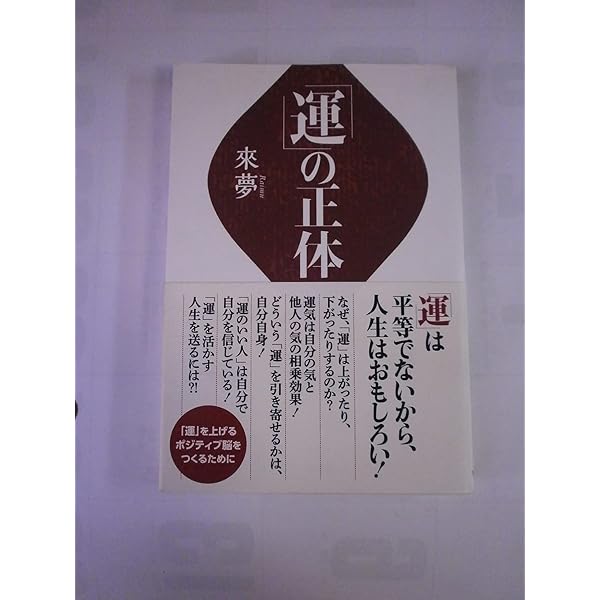 「運」の正体
來夢
Raimu
「運」は
平等でないから、
人生はおもしろい！
なぜ、「運」は上がったり、
下がったりするのか？
運気は自分の気と
他人の気の相乗効果！
どういう「運」を引き寄せるかは、
自分自身！
「運のいい人」は自分で
自分を信じている！
「運」を活かす
人生を送るには?!
「運」を上げる
ポジティブ脳を
つくるために